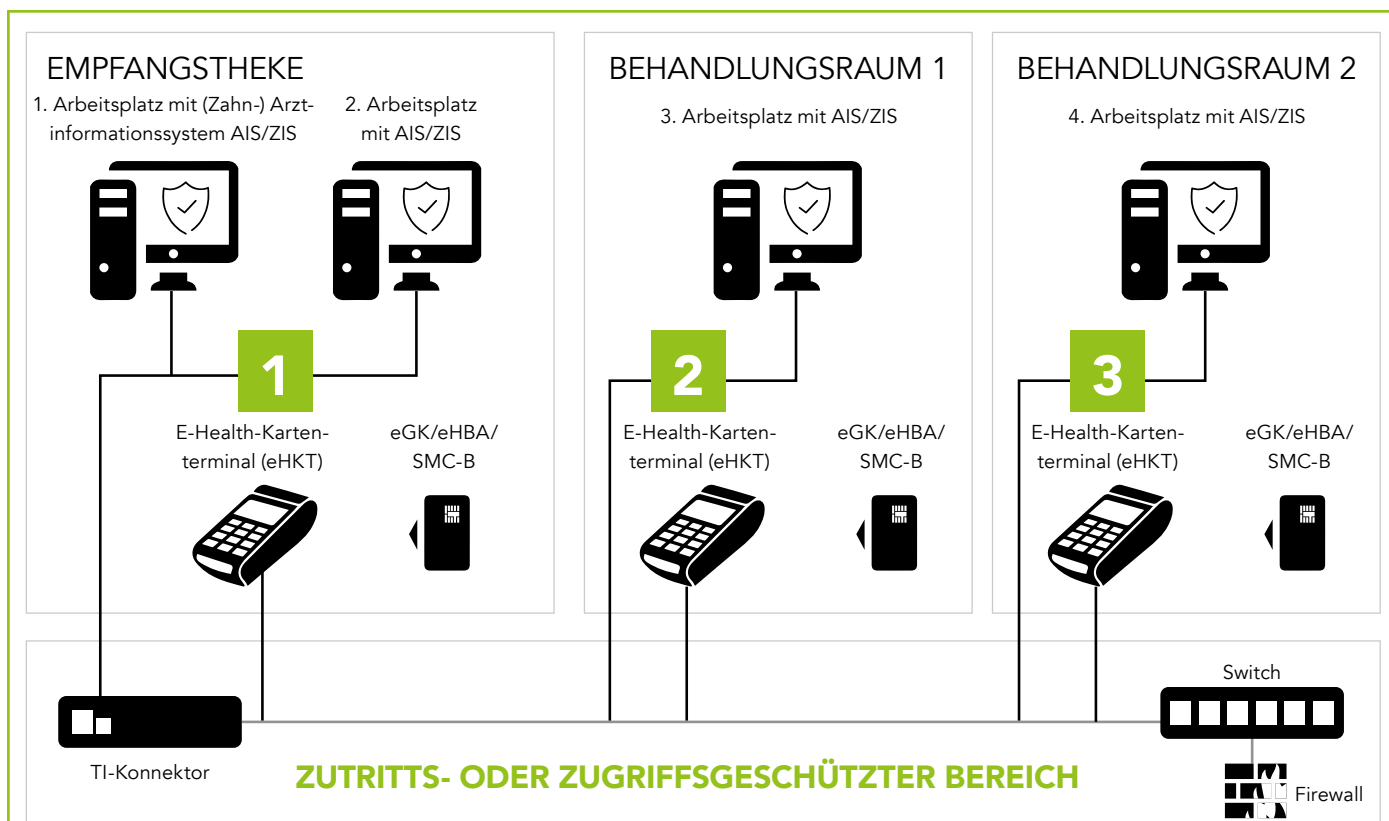 EMPFANGSTHEKE
1. Arbeitsplatz mit (Zahn-) Arzt-
informationssystem AIS/ZIS
2. Arbeitsplatz
mit AIS/ZIS
1
E-Health-Karten-
terminal (eHKT)
eGK/eHBA/
SMC-B
BEHANDLUNGSRAUM 1
3. Arbeitsplatz mit AIS/ZIS
2
E-Health-Karten-
terminal (eHKT)
eGK/eHBA/
SMC-B
BEHANDLUNGSRAUM 2
4. Arbeitsplatz mit AIS/ZIS
3
E-Health-Karten-
terminal (eHKT)
eGK/eHBA/
SMC-B
Switch
TI-Konnektor
ZUTRITTS- ODER ZUGRIFFSGESCHÜTZTER BEREICH
Firewall